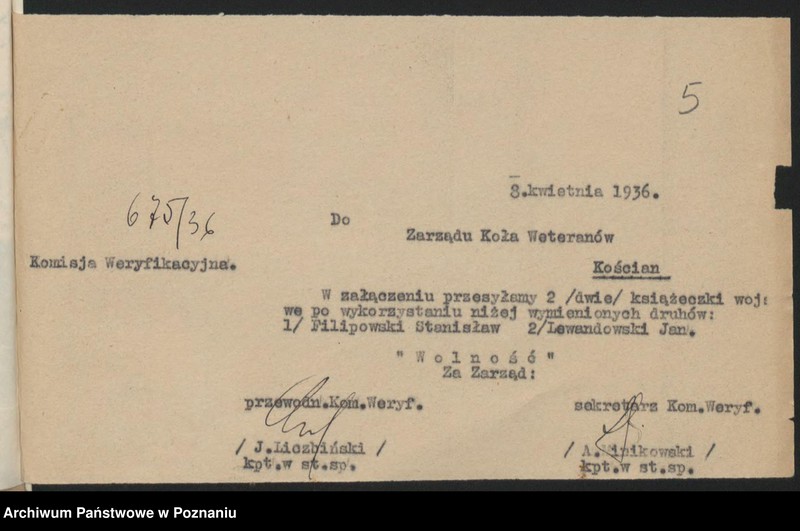 5
8.kwietnia 1936.
675/36
Do
Zarządu Koła Weteranów
Komisja Weryfikacyjna.
Kościan
W załączeniu przesyłamy 2 /dwie/ książeczki woj:
we po wykorzystaniu niżej wymienionych druhów:
1/ Filipowski Stanisław 2/Lewandowski Jan.
"W o l n o ś ć"
Za Zarząd:
przewodn.Kom.Weryf. sekretarz Kom.Weryf.
/ J.Liczbiński / / A. /
kpt.w st.sp. kpt.w st.sp.
Archiwum Państwowe w Poznaniu